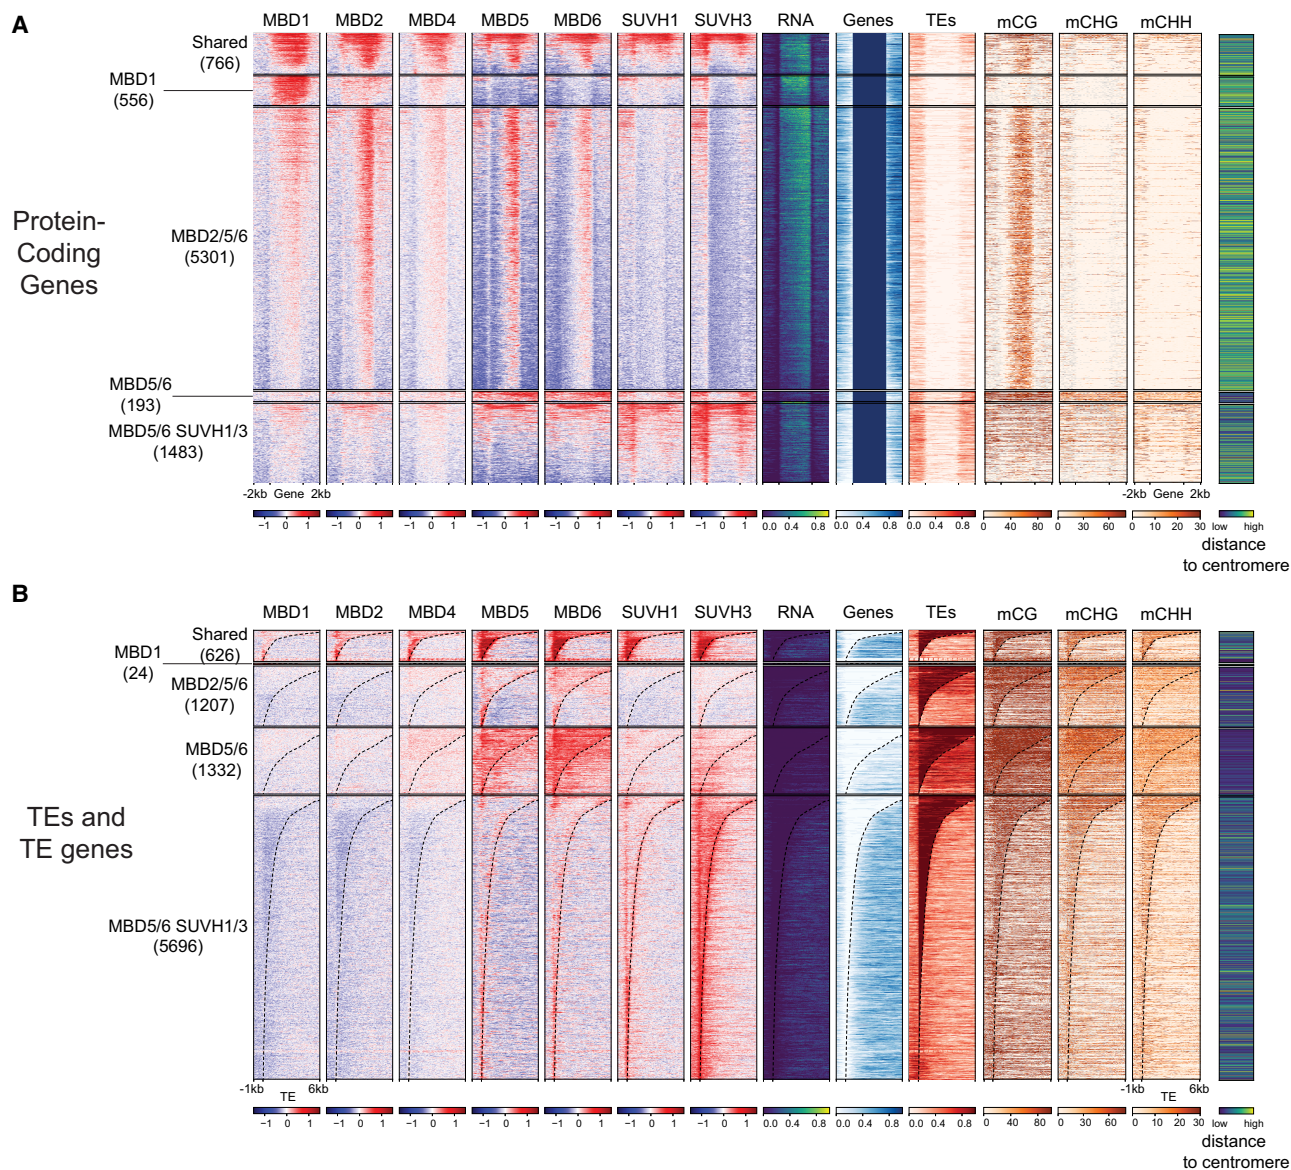 A
MBD1 MBD2 MBD4 MBD5 MBD6 SUVH1 SUVH3 RNA Genes TEs mCG mCHG mCHH
Shared
(766)
MBD1
(556)
Protein-
Coding
Genes
MBD2/5/6
(5301)
MBD5/6
(193)
MBD5/6 SUVH1/3
(1483)
-2kb Gene 2kb -2kb Gene 2kb
−1 0 1 −1 0 1 −1 0 1 −1 0 1 −1 0 1 −1 0 1 −1 0 1 0.0 0.4 0.8 0.0 0.4 0.8 0.0 0.4 0.8 0 40 80 0 30 60 0 10 20 30 low high
distance
to centromere
B
MBD1 MBD2 MBD4 MBD5 MBD6 SUVH1 SUVH3 RNA Genes TEs mCG mCHG mCHH
Shared
(626)
MBD1
(24)
MBD2/5/6
(1207)
MBD5/6
(1332)
TEs and
TE genes
MBD5/6 SUVH1/3
(5696)
-1kb TE 6kb -1kb TE 6kb
−1 0 1 −1 0 1 −1 0 1 −1 0 1 −1 0 1 −1 0 1 −1 0 1 0.0 0.4 0.8 0.0 0.4 0.8 0.0 0.4 0.8 0 40 80 0 30 60 0 10 20 30 low high
distance
to centromere